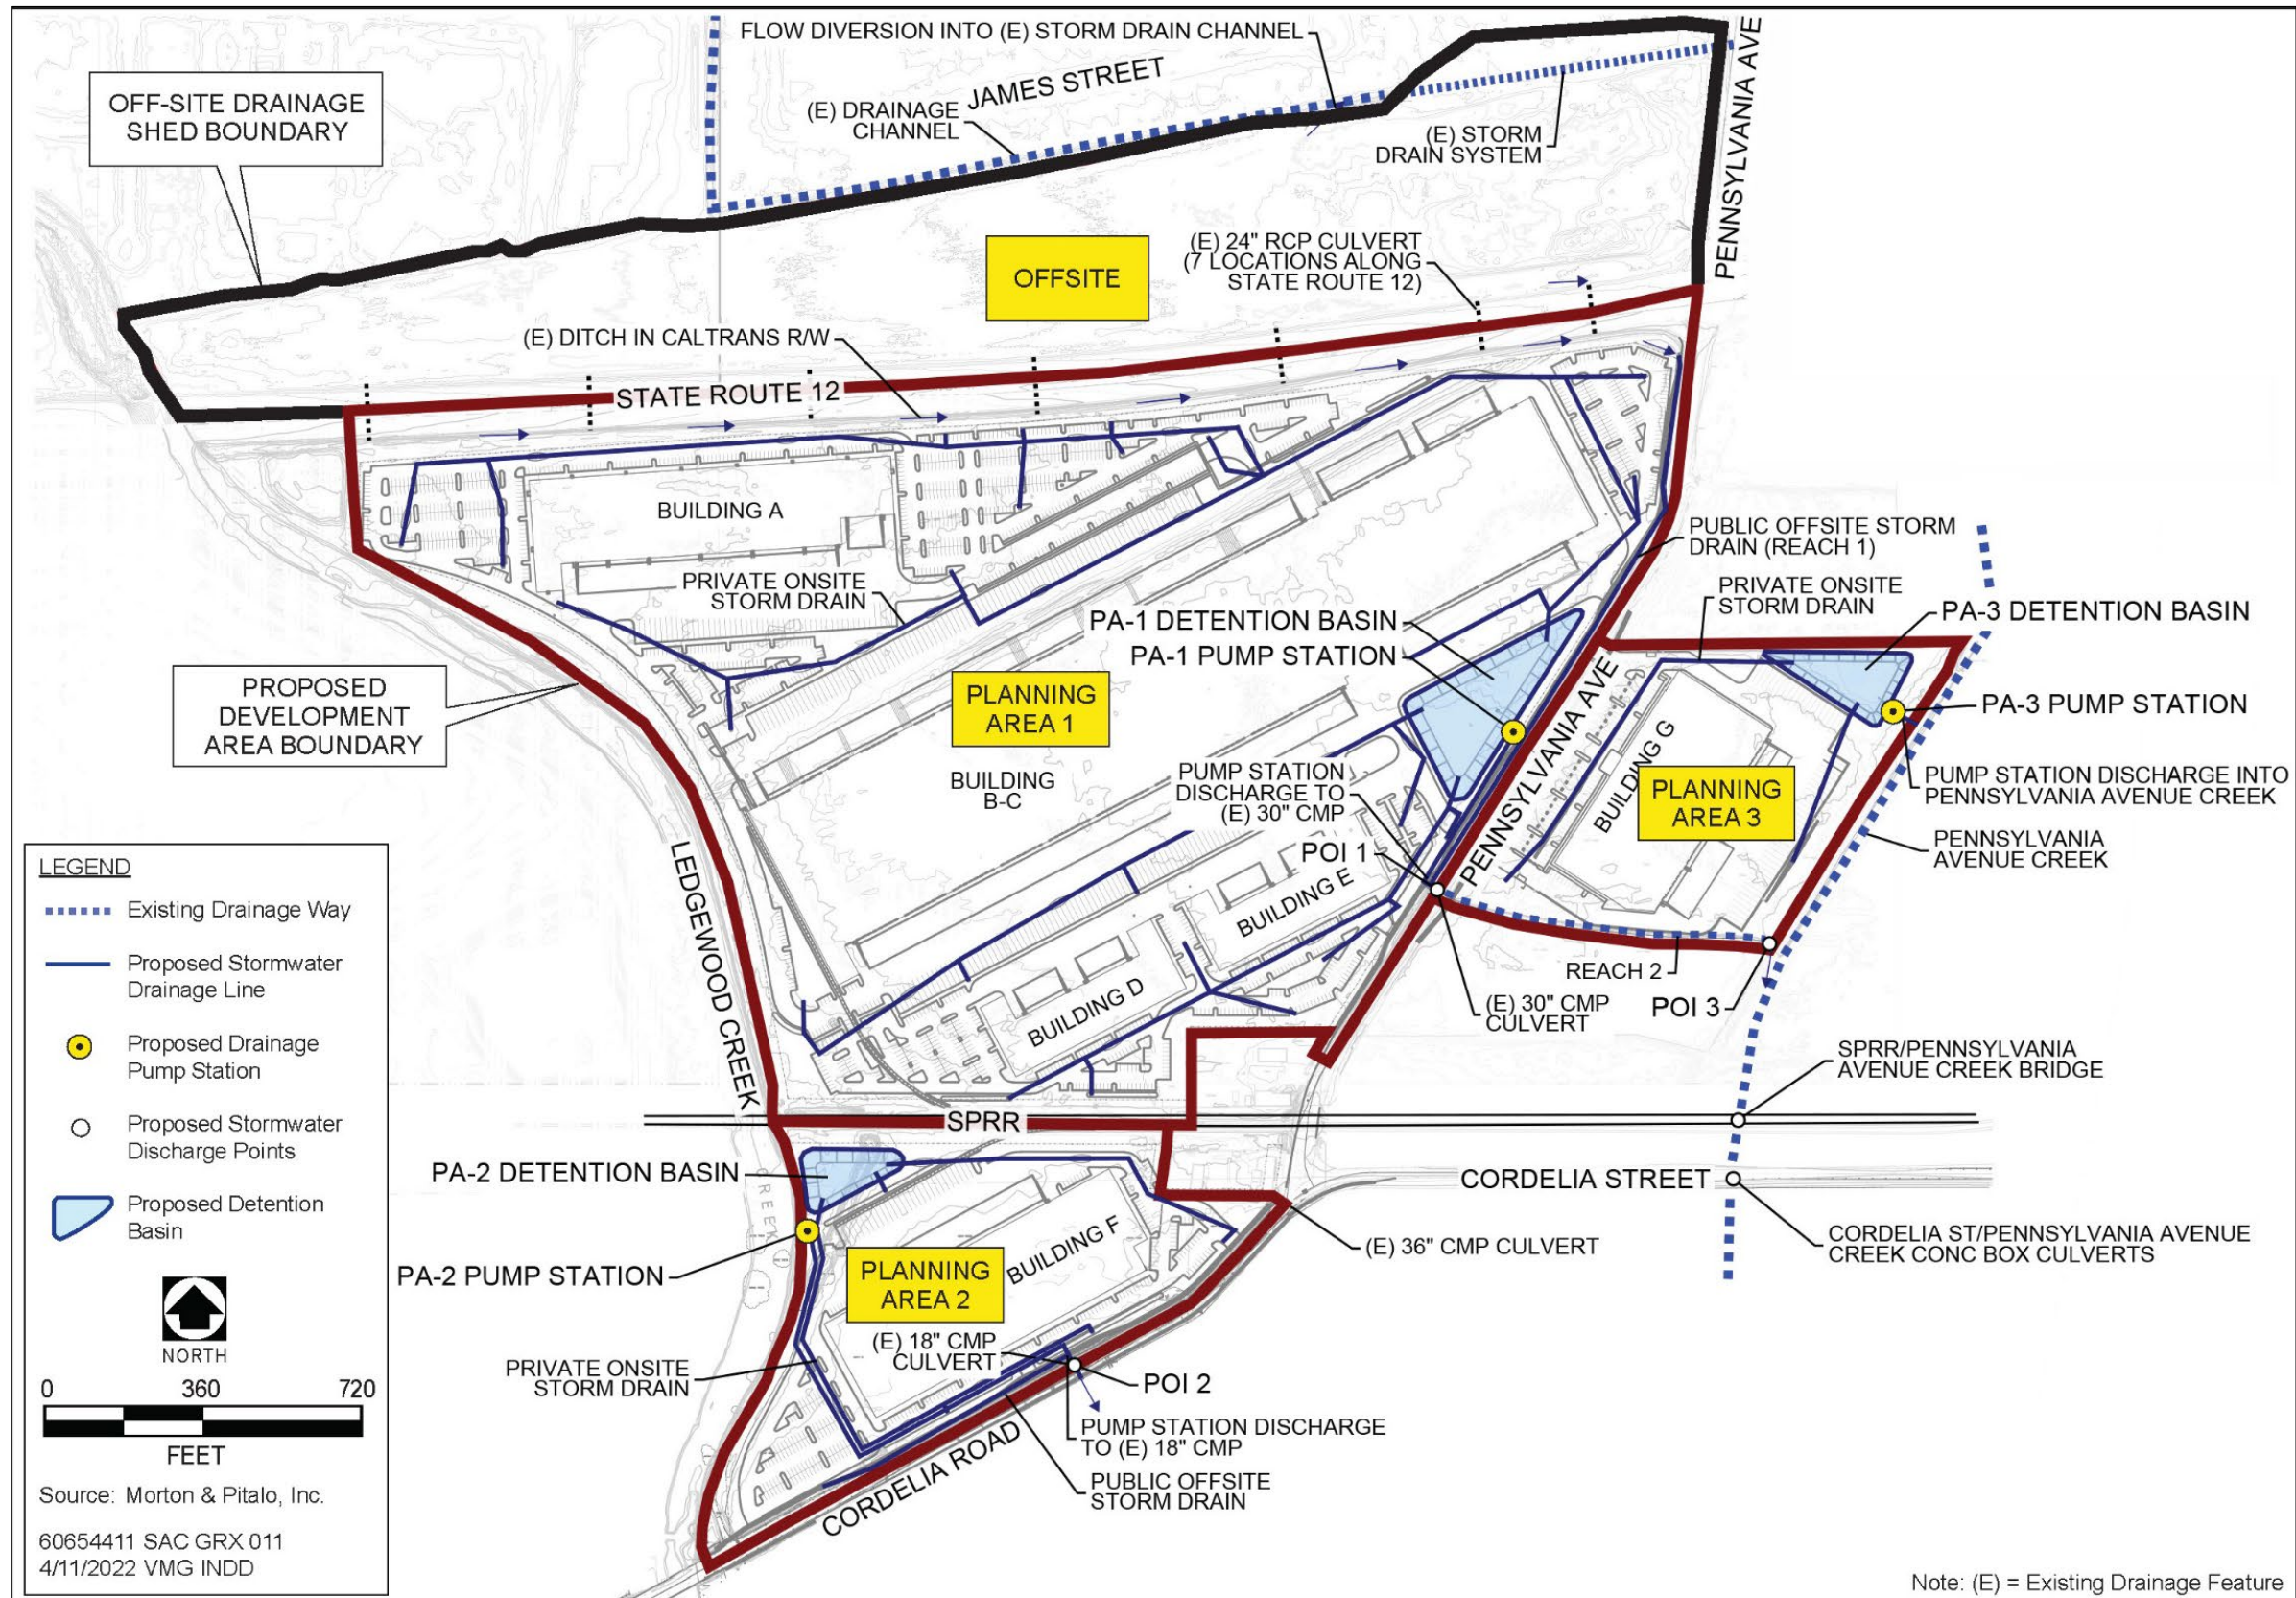 FLOW DIVERSION INTO (E) STORM DRAIN CHANNEL
JAMES STREET
PENNSYLVANIA AVE
OFF-SITE DRAINAGE
SHED BOUNDARY
(E) DRAINAGE
CHANNEL
(E) STORM
DRAIN SYSTEM
OFFSITE
(E) 24" RCP CULVERT
(7 LOCATIONS ALONG
STATE ROUTE 12)
(E) DITCH IN CALTRANS R/W
STATE ROUTE 12
BUILDING A
PRIVATE ONSITE
STORM DRAIN
PUBLIC OFFSITE STORM
DRAIN (REACH 1)
PRIVATE ONSITE
STORM DRAIN
PA-3 DETENTION BASIN
PA-1 DETENTION BASIN
PA-1 PUMP STATION
PENNSYLVANIA AVE
PROPOSED
DEVELOPMENT
AREA BOUNDARY
PLANNING
AREA 1
PA-3 PUMP STATION
BUILDING
B-C
PUMP STATION
DISCHARGE TO
(E) 30" CMP
BUILDING G
PLANNING
AREA 3
PUMP STATION DISCHARGE INTO
PENNSYLVANIA AVENUE CREEK
PENNSYLVANIA
AVENUE CREEK
POI 1
BUILDING E
LEDGEWOOD CREEK
BUILDING D
REACH 2
(E) 30" CMP
CULVERT
POI 3
SPRR/PENNSYLVANIA
AVENUE CREEK BRIDGE
SPRR
PA-2 DETENTION BASIN
CREEK
CORDELIA STREET
CORDELIA ST/PENNSYLVANIA AVENUE
CREEK CONC BOX CULVERTS
(E) 36" CMP CULVERT
BUILDING F
PA-2 PUMP STATION
PLANNING
AREA 2
(E) 18" CMP
CULVERT
PRIVATE ONSITE
STORM DRAIN
POI 2
PUMP STATION DISCHARGE
TO (E) 18" CMP
CORDELIA ROAD
PUBLIC OFFSITE
STORM DRAIN
LEGEND
Existing Drainage Way
Proposed Stormwater
Drainage Line
Proposed Drainage
Pump Station
Proposed Stormwater
Discharge Points
Proposed Detention
Basin
NORTH
0 360 720
FEET
Source: Morton & Pitalo, Inc.
60654411 SAC GRX 011
4/11/2022 VMG INDD
Note: (E) = Existing Drainage Feature